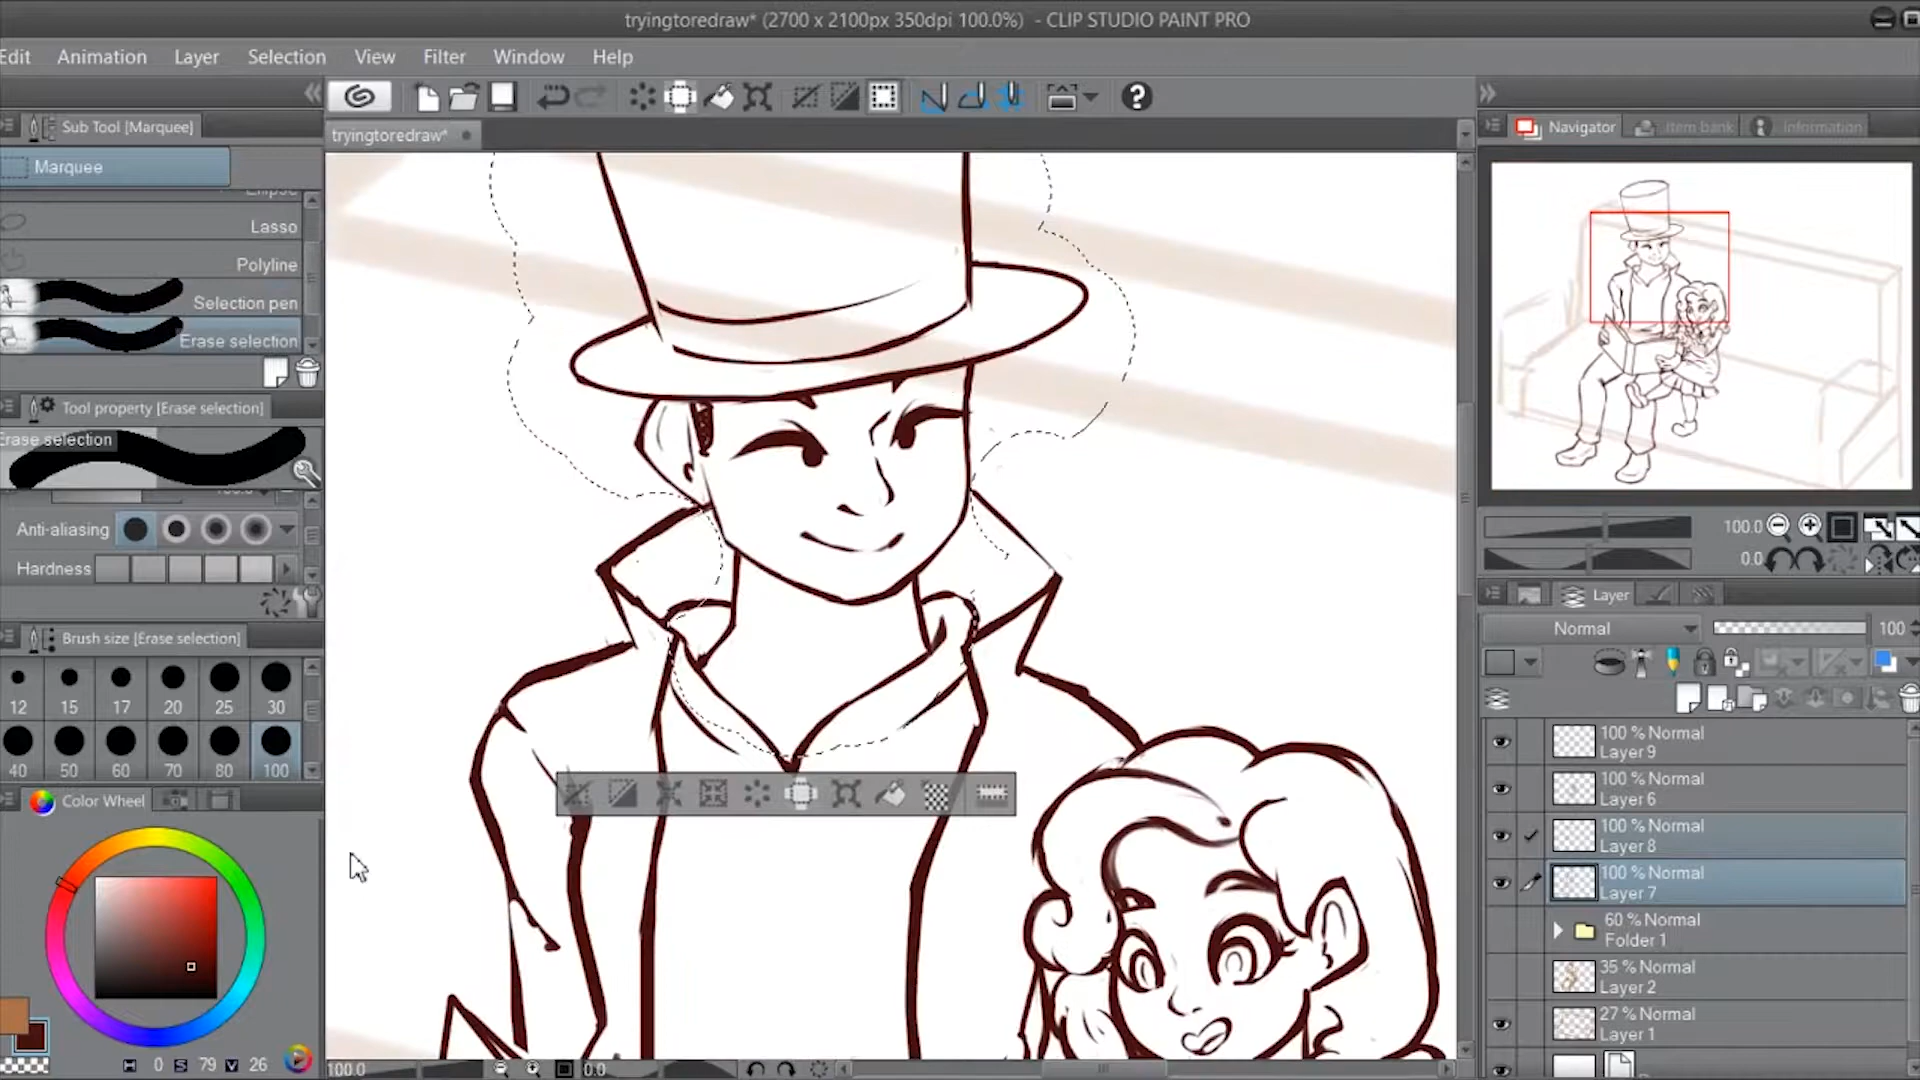 tryingtoredraw* (2700 x 2100px 350dpi 100.0%) - CLIP STUDIO PAINT PRO
Edit Animation Layer Selection View Filter Window Help
Sub Tool [Marquee]
tryingtoredraw*
Navigator Item bank Information
Marquee
Ellipse
Lasso
Polyline
Selection pen
Erase selection
Tool property [Erase selection]
Erase selection
Anti-aliasing
Hardness
100.0
0.0
Layer
Normal 100
Brush size [Erase selection]
12 15 17 20 25 30
40 50 60 70 80 100
Color Wheel
100 % Normal
Layer 9
100 % Normal
Layer 6
100 % Normal
Layer 8
100 % Normal
Layer 7
60 % Normal
Folder 1
35 % Normal
Layer 2
27 % Normal
Layer 1
H 0 S 79 V 26
100.0 0.0